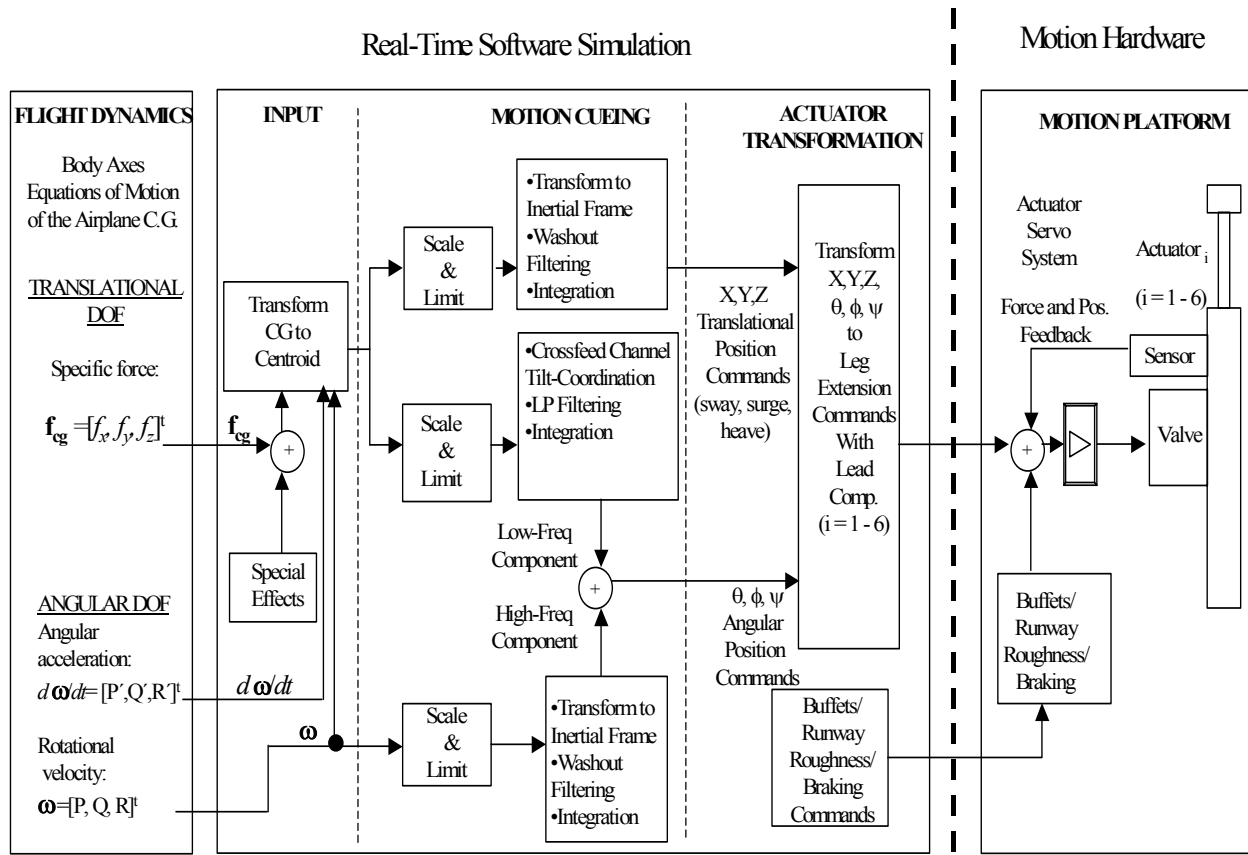 Real-Time Software Simulation
Motion Hardware
FLIGHT DYNAMICS
Body Axes
Equations of Motion
of the Airplane C.G.
TRANSLATIONAL
DOF
Specific force:
f_cg =[f_x, f_y, f_z]^t
ANGULAR DOF
Angular
acceleration:
d ω/dt=[P´,Q´,R´]^t
Rotational
velocity:
ω=[P, Q, R]^t
INPUT
Transform
CG to
Centroid
f_cg
+
Special
Effects
d ω/dt
ω
MOTION CUEING
Scale
&
Limit
•Transform to
Inertial Frame
•Washout
Filtering
•Integration
Scale
&
Limit
•Crossfeed Channel
Tilt-Coordination
•LP Filtering
•Integration
Low-Freq
Component
+
High-Freq
Component
Scale
&
Limit
•Transform to
Inertial Frame
•Washout
Filtering
•Integration
ACTUATOR
TRANSFORMATION
X,Y,Z
Translational
Position
Commands
(sway, surge,
heave)
θ, ϕ, ψ
Angular
Position
Commands
Transform
X,Y,Z,
θ, ϕ, ψ
to
Leg
Extension
Commands
With
Lead
Comp.
(i = 1 - 6)
Buffets/
Runway
Roughness/
Braking
Commands
MOTION PLATFORM
Actuator
Servo
System
Actuator i
(i = 1 - 6)
Force and Pos.
Feedback
Sensor
+
Valve
Buffets/
Runway
Roughness/
Braking